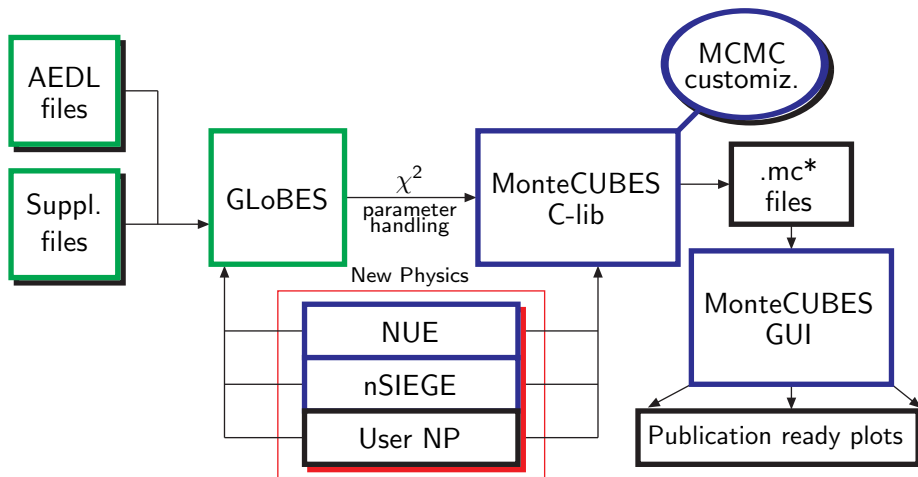 AEDL
files
Suppl.
files
GLoBES
χ²
parameter
handling
MonteCUBES
C-lib
MCMC
customiz.
.mc*
files
New Physics
NUE
nSIEGE
User NP
MonteCUBES
GUI
Publication ready plots